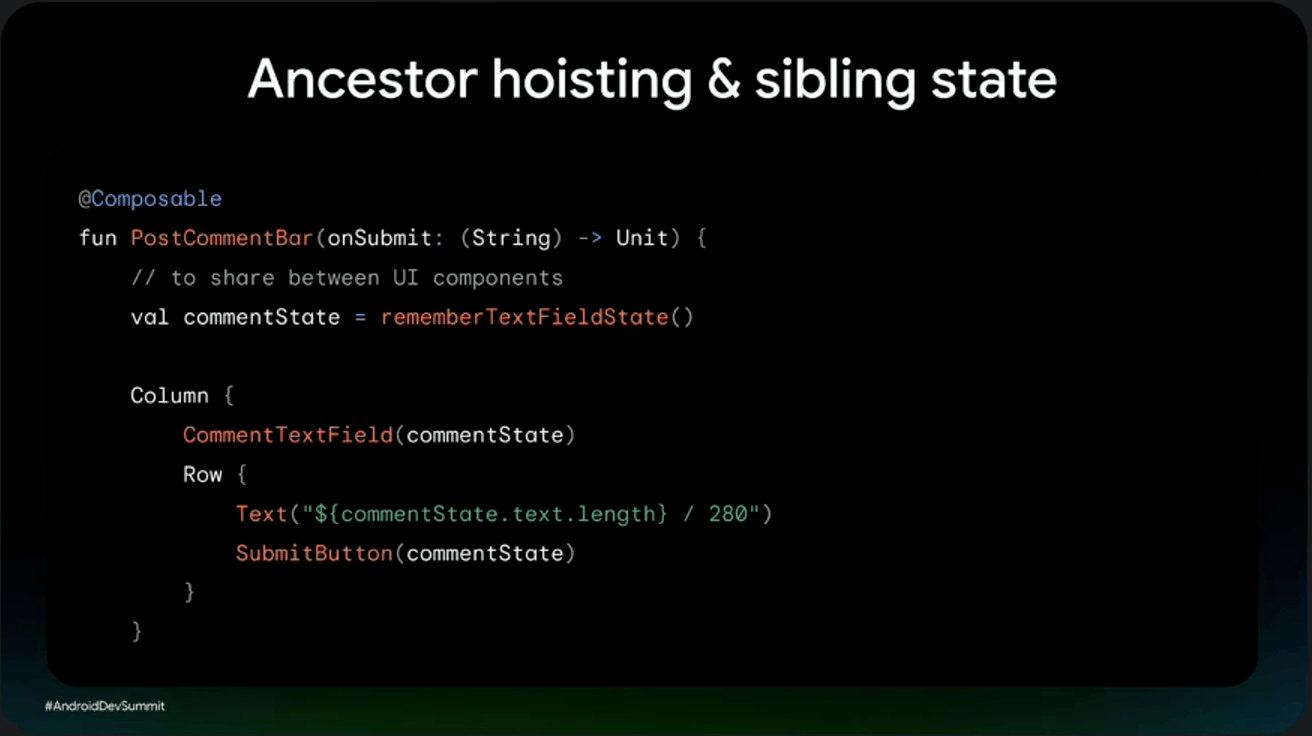 Ancestor hoisting & sibling state
@Composable
fun PostCommentBar(onSubmit: (String) -> Unit) {
    // to share between UI components
    val commentState = rememberTextFieldState()
    Column {
        CommentTextField(commentState)
        Row {
            Text("${commentState.text.length} / 280")
            SubmitButton(commentState)
        }
    }
#AndroidDevSummit